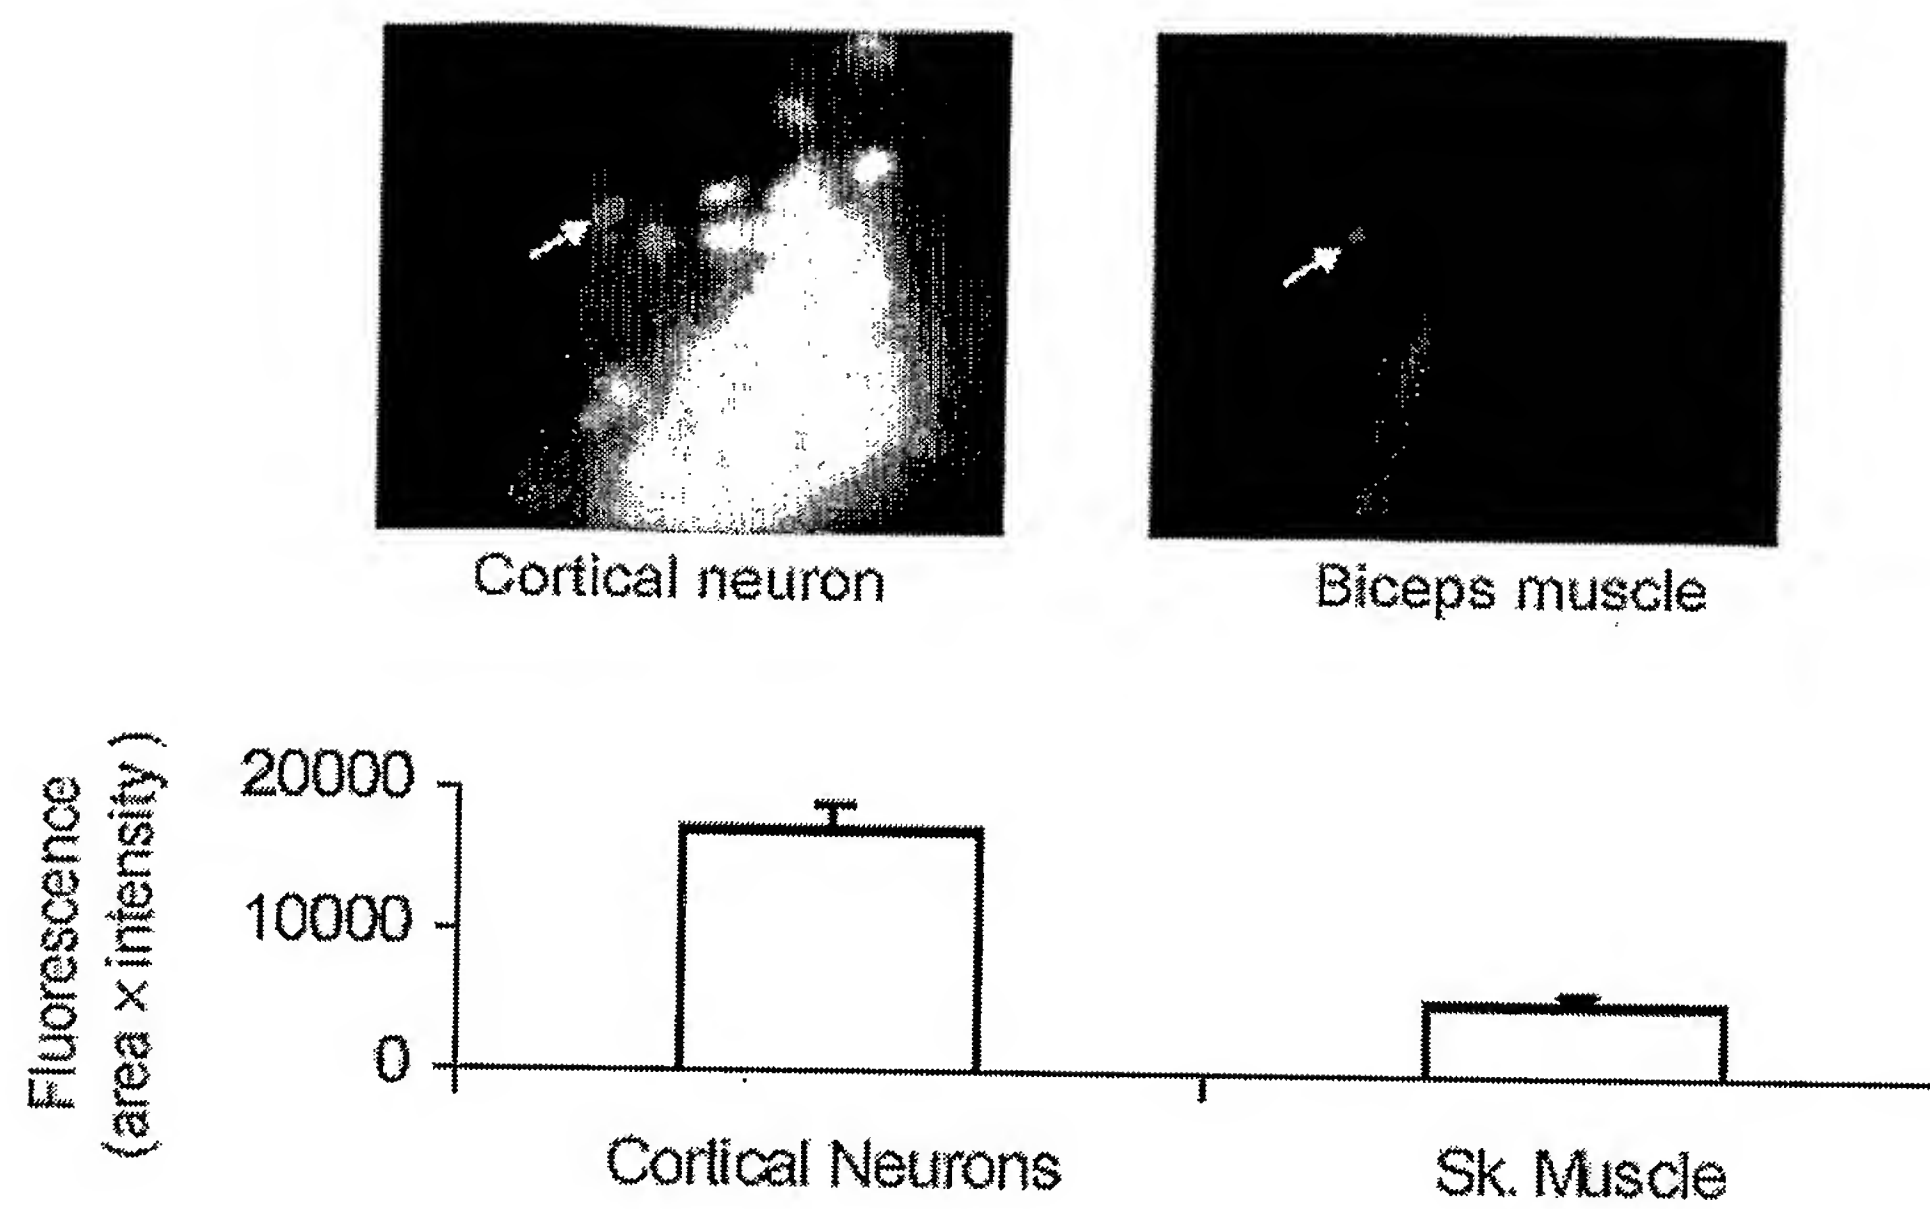 Cortical neuron
Biceps muscle
Fluorescence
(area x intensity)
20000
10000
0
Cortical Neurons
Sk. Muscle